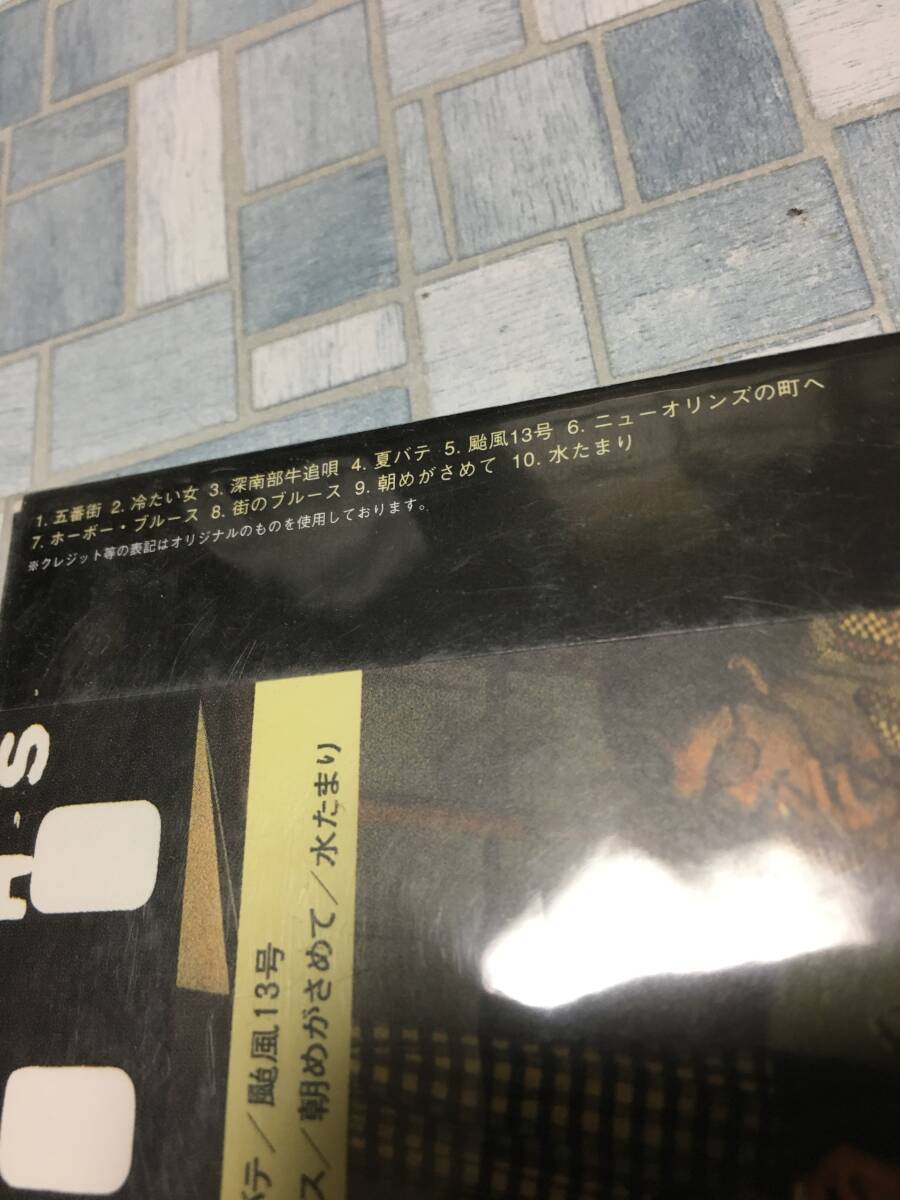 1. 五番街 2. 冷たい女 3. 深南部牛追唄 4. 夏バテ 5. 颱風13号 6. ニューオリンズの町へ
7. ホーボー・ブルース 8. 街のブルース 9. 朝めがさめて 10. 水たまり
※クレジット等の表記はオリジナルのものを使用しております。
バテ/颱風13号
ス/朝めがさめて/水たまり